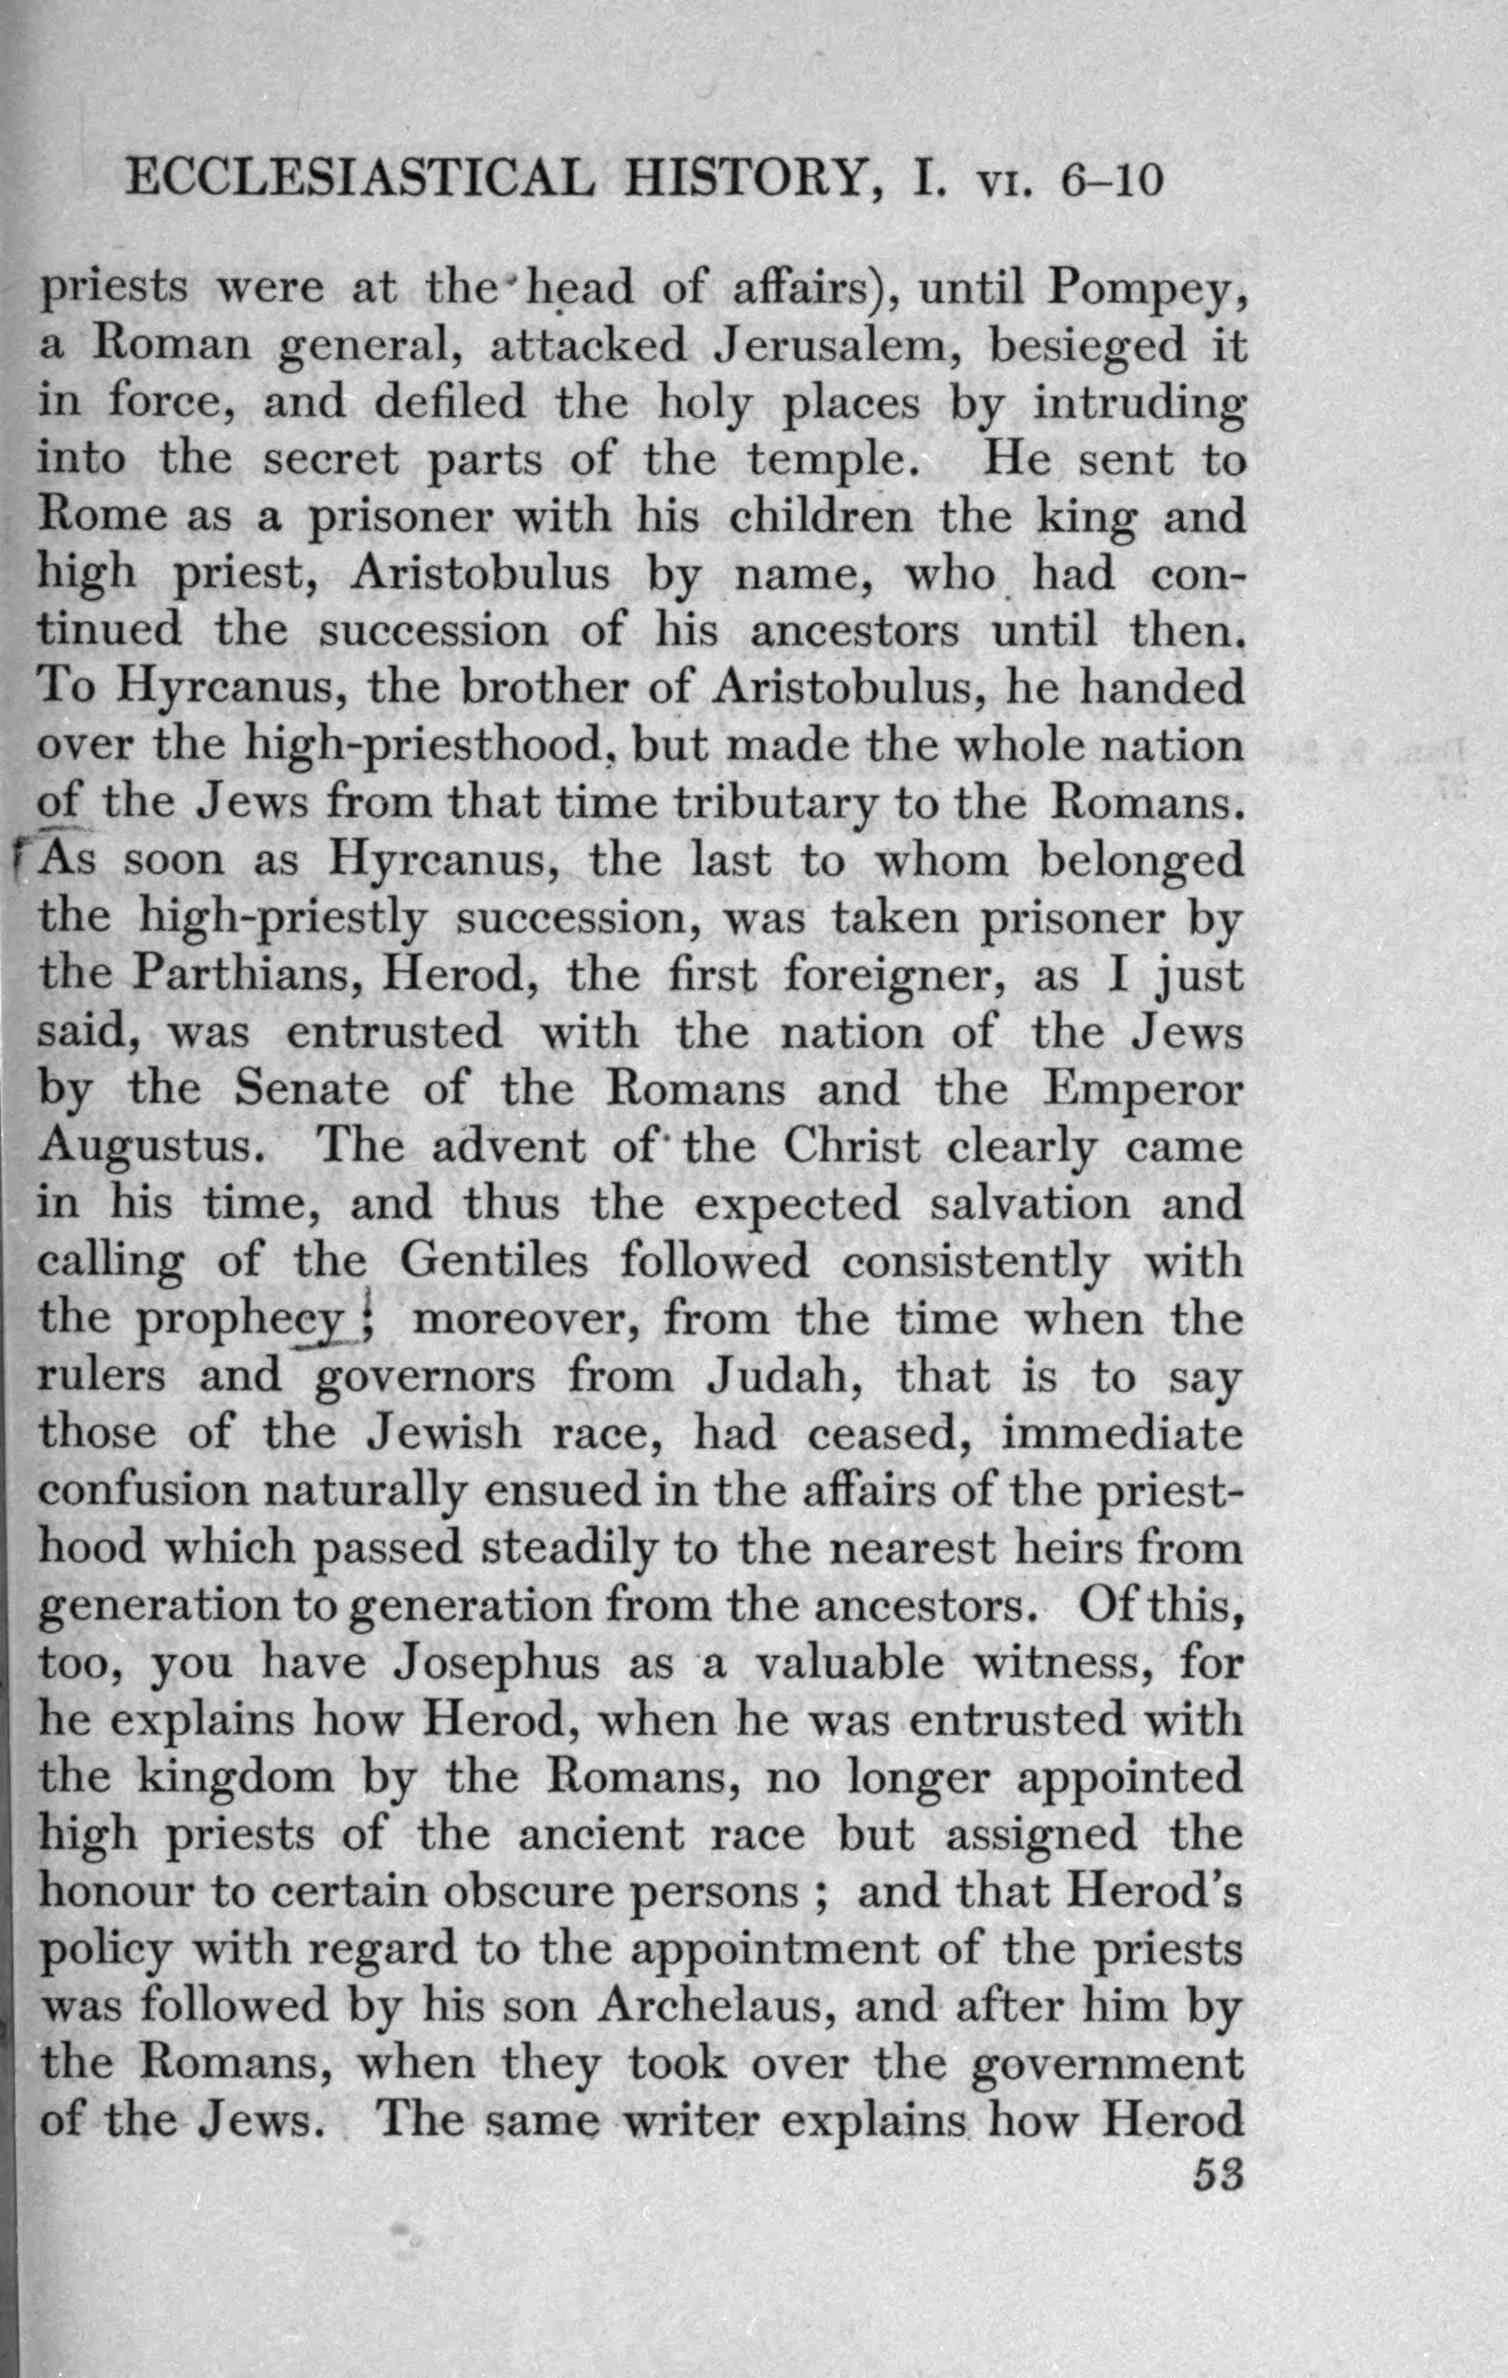 ECCLESIASTICAL HISTORY, I. VI. 6–10
priests were at the head of affairs), until Pompey,
a Roman general, attacked Jerusalem, besieged it
in force, and defiled the holy places by intruding
into the secret parts of the temple. He sent to
Rome as a prisoner with his children the king and
high priest, Aristobulus by name, who had con-
tinued the succession of his ancestors until then.
To Hyrcanus, the brother of Aristobulus, he handed
over the high-priesthood, but made the whole nation
of the Jews from that time tributary to the Romans.
As soon as Hyrcanus, the last to whom belonged
the high-priestly succession, was taken prisoner by
the Parthians, Herod, the first foreigner, as I just
said, was entrusted with the nation of the Jews
by the Senate of the Romans and the Emperor
Augustus. The advent of the Christ clearly came
in his time, and thus the expected salvation and
calling of the Gentiles followed consistently with
the prophecy ; moreover, from the time when the
rulers and governors from Judah, that is to say
those of the Jewish race, had ceased, immediate
confusion naturally ensued in the affairs of the priest-
hood which passed steadily to the nearest heirs from
generation to generation from the ancestors. Of this,
too, you have Josephus as a valuable witness, for
he explains how Herod, when he was entrusted with
the kingdom by the Romans, no longer appointed
high priests of the ancient race but assigned the
honour to certain obscure persons ; and that Herod's
policy with regard to the appointment of the priests
was followed by his son Archelaus, and after him by
the Romans, when they took over the government
of the Jews. The same writer explains how Herod
53